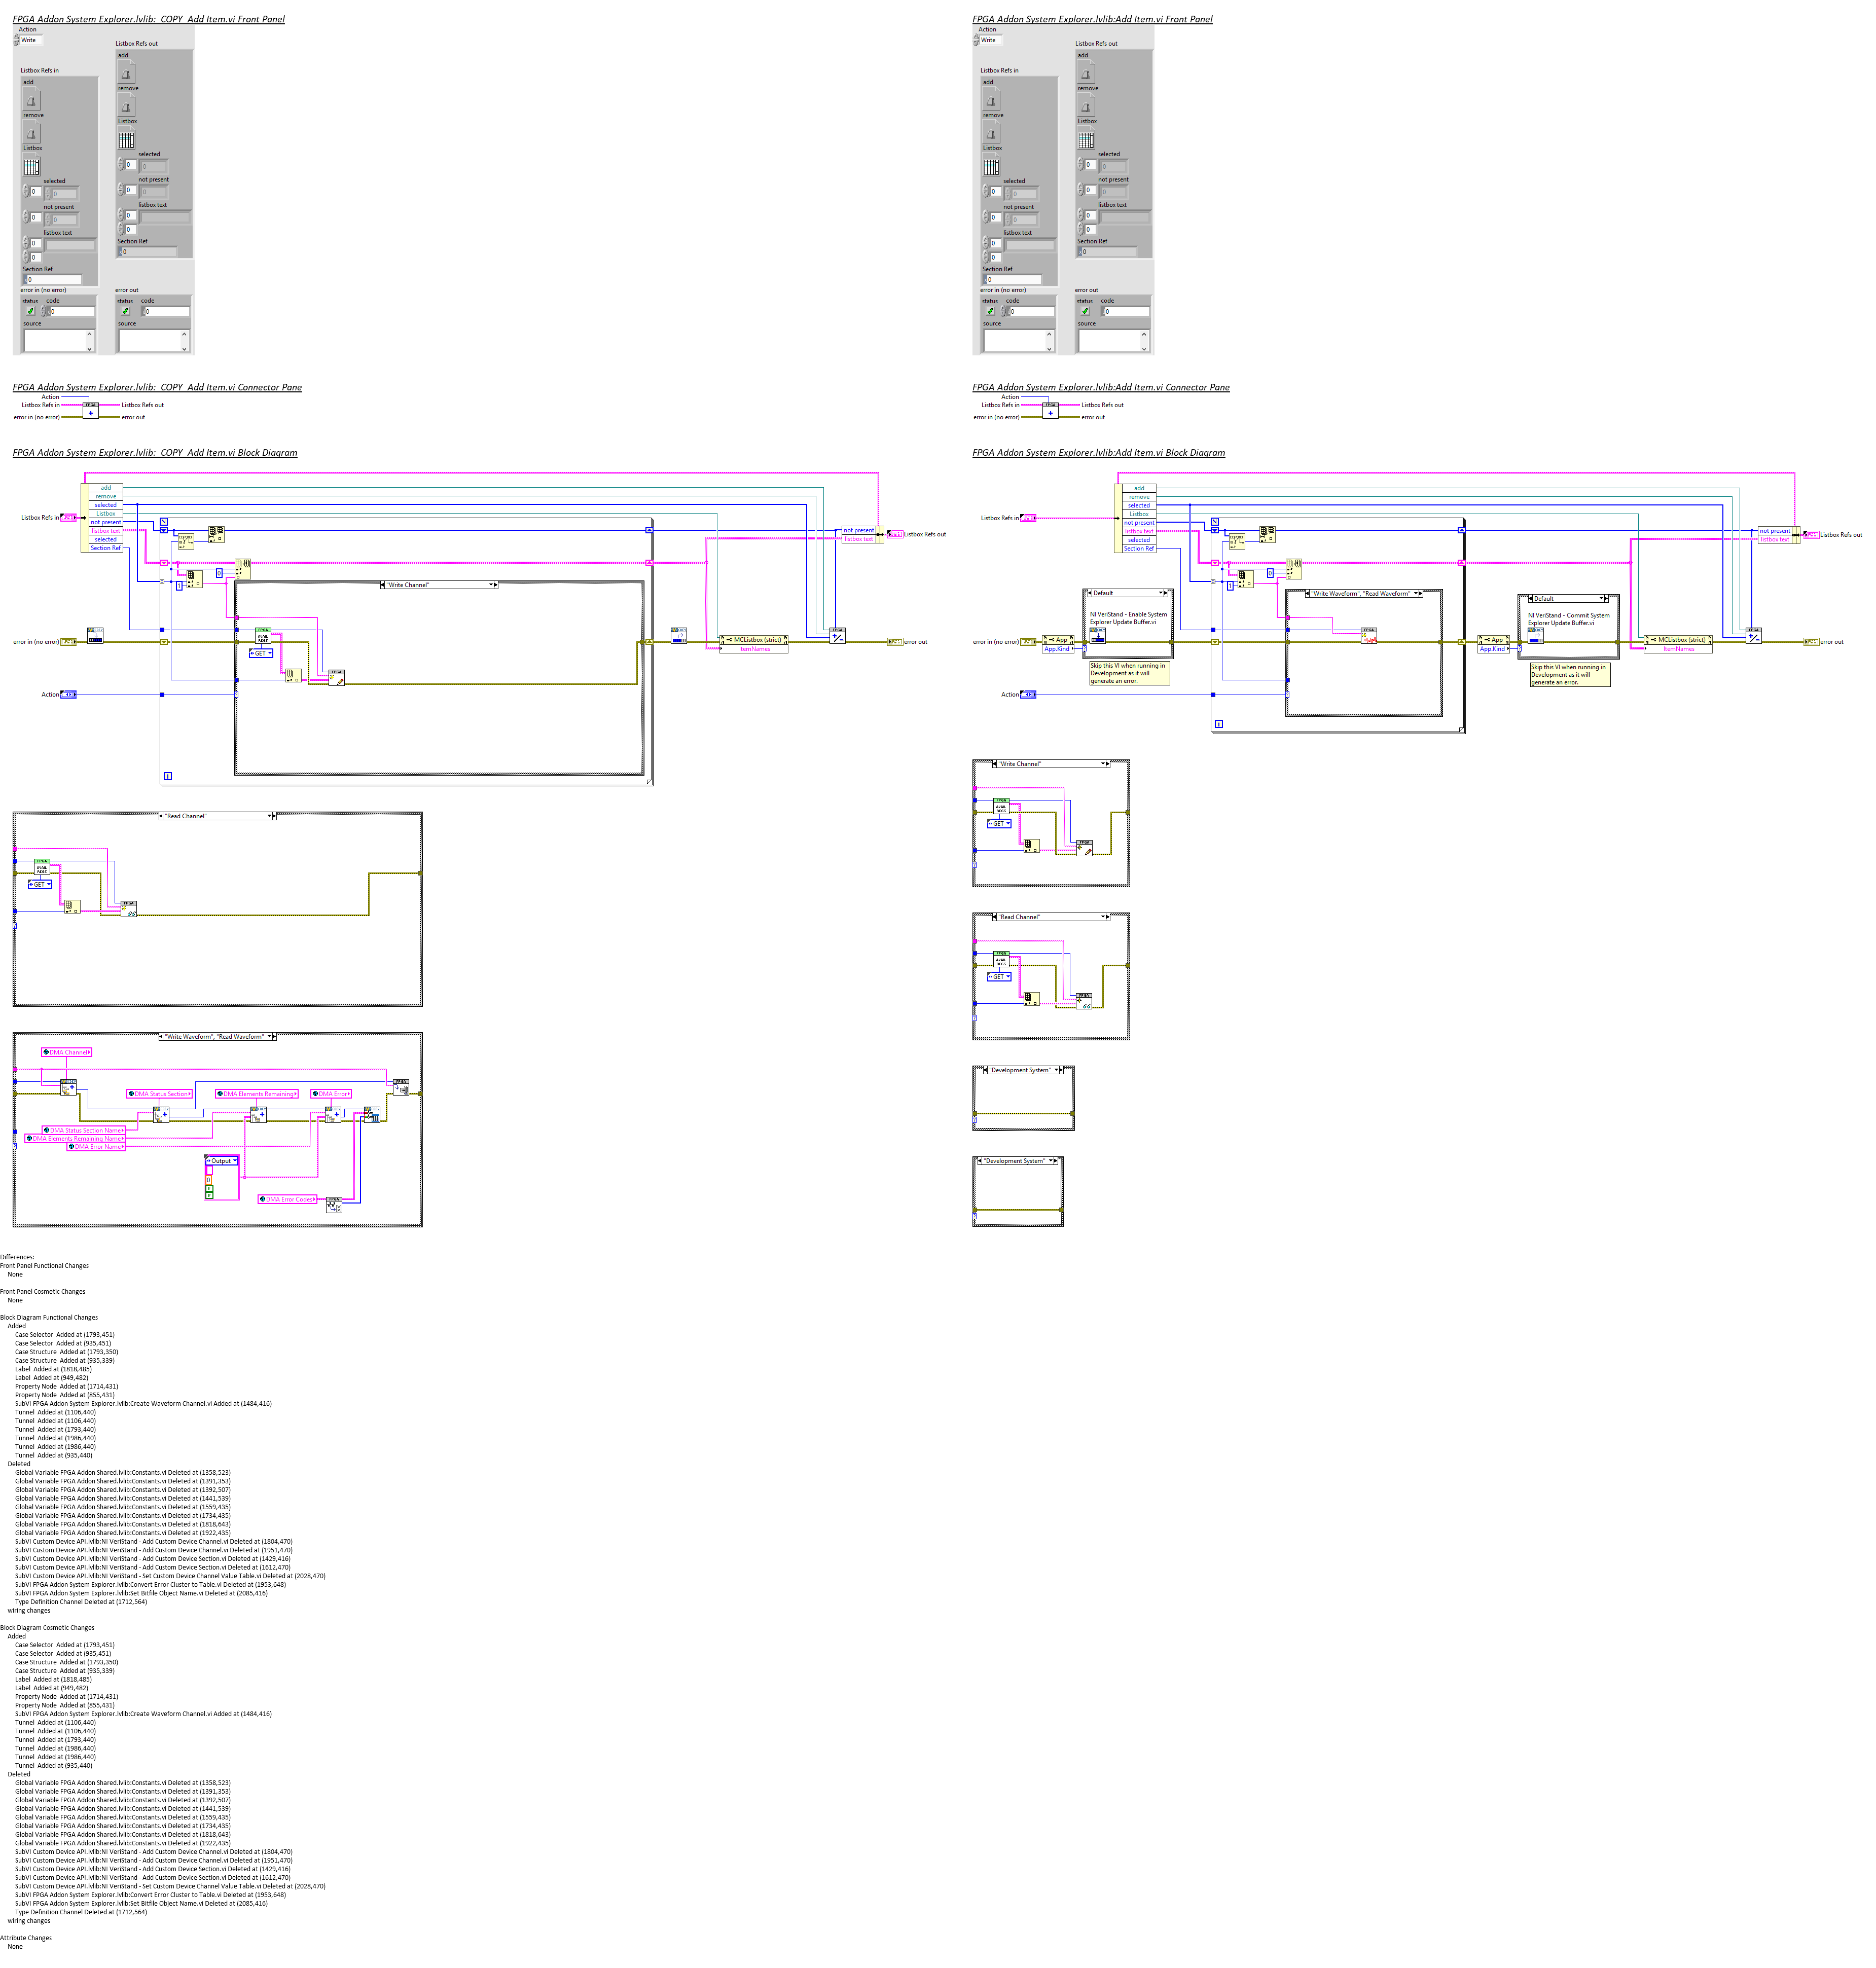 FPGA Addon System Explorer.lvlib:_COPY_Add Item.vi Front Panel
Action
Write
Listbox Refs in
add
remove
Listbox
selected
0
0
not present
0
0
listbox text
0
0
Section Ref
0
error in (no error)
status
code
0
source
Listbox Refs out
add
remove
Listbox
selected
0
0
not present
0
0
listbox text
0
0
Section Ref
0
error out
status
code
0
source
FPGA Addon System Explorer.lvlib:Add Item.vi Front Panel
Action
Write
Listbox Refs in
add
remove
Listbox
selected
0
0
not present
0
0
listbox text
0
0
Section Ref
0
error in (no error)
status
code
0
source
Listbox Refs out
add
remove
Listbox
selected
0
0
not present
0
0
listbox text
0
0
Section Ref
0
error out
status
code
0
source
FPGA Addon System Explorer.lvlib:_COPY_Add Item.vi Connector Pane
Action
Listbox Refs in
Listbox Refs out
error in (no error)
error out
FPGA
FPGA Addon System Explorer.lvlib:Add Item.vi Connector Pane
Action
Listbox Refs in
Listbox Refs out
error in (no error)
error out
FPGA
FPGA Addon System Explorer.lvlib:_COPY_Add Item.vi Block Diagram
Listbox Refs in
add
remove
selected
Listbox
not present
listbox text
selected
Section Ref
N
0
1
"Write Channel"
FPGA
GET
FPGA
error in (no error)
Action
i
MCListbox (strict)
ItemNames
not present
listbox text
Listbox Refs out
error out
"Read Channel"
FPGA
GET
FPGA
"Write Waveform", "Read Waveform"
DMA Channel
DMA Status Section
DMA Elements Remaining
DMA Error
FPGA
DMA Status Section Name
DMA Elements Remaining Name
DMA Error Name
Output
0
F
F
DMA Error Codes
FPGA
FPGA Addon System Explorer.lvlib:Add Item.vi Block Diagram
Listbox Refs in
add
remove
selected
Listbox
not present
listbox text
selected
Section Ref
N
0
1
Default
NI VeriStand - Enable System
Explorer Update Buffer.vi
error in (no error)
App
App.Kind
Skip this VI when running in
Development as it will
generate an error.
Action
"Write Waveform", "Read Waveform"
FPGA
i
Default
NI VeriStand - Commit System
Explorer Update Buffer.vi
App
App.Kind
Skip this VI when running in
Development as it will
generate an error.
MCListbox (strict)
ItemNames
not present
listbox text
Listbox Refs out
error out
"Write Channel"
FPGA
GET
FPGA
"Read Channel"
FPGA
GET
FPGA
"Development System"
"Development System"
Differences:
Front Panel Functional Changes
None
Front Panel Cosmetic Changes
None
Block Diagram Functional Changes
Added
Case Selector  Added at (1793,451)
Case Selector  Added at (935,451)
Case Structure  Added at (1793,350)
Case Structure  Added at (935,339)
Label  Added at (1818,485)
Label  Added at (949,482)
Property Node  Added at (1714,431)
Property Node  Added at (855,431)
SubVI FPGA Addon System Explorer.lvlib:Create Waveform Channel.vi Added at (1484,416)
Tunnel  Added at (1106,440)
Tunnel  Added at (1106,440)
Tunnel  Added at (1793,440)
Tunnel  Added at (1986,440)
Tunnel  Added at (1986,440)
Tunnel  Added at (935,440)
Deleted
Global Variable FPGA Addon Shared.lvlib:Constants.vi Deleted at (1358,523)
Global Variable FPGA Addon Shared.lvlib:Constants.vi Deleted at (1391,353)
Global Variable FPGA Addon Shared.lvlib:Constants.vi Deleted at (1392,507)
Global Variable FPGA Addon Shared.lvlib:Constants.vi Deleted at (1441,539)
Global Variable FPGA Addon Shared.lvlib:Constants.vi Deleted at (1559,435)
Global Variable FPGA Addon Shared.lvlib:Constants.vi Deleted at (1734,435)
Global Variable FPGA Addon Shared.lvlib:Constants.vi Deleted at (1818,643)
Global Variable FPGA Addon Shared.lvlib:Constants.vi Deleted at (1922,435)
SubVI Custom Device API.lvlib:NI VeriStand - Add Custom Device Channel.vi Deleted at (1804,470)
SubVI Custom Device API.lvlib:NI VeriStand - Add Custom Device Channel.vi Deleted at (1951,470)
SubVI Custom Device API.lvlib:NI VeriStand - Add Custom Device Section.vi Deleted at (1429,416)
SubVI Custom Device API.lvlib:NI VeriStand - Add Custom Device Section.vi Deleted at (1612,470)
SubVI Custom Device API.lvlib:NI VeriStand - Set Custom Device Channel Value Table.vi Deleted at (2028,470)
SubVI FPGA Addon System Explorer.lvlib:Convert Error Cluster to Table.vi Deleted at (1953,648)
SubVI FPGA Addon System Explorer.lvlib:Set Bitfile Object Name.vi Deleted at (2085,416)
Type Definition Channel Deleted at (1712,564)
wiring changes
Block Diagram Cosmetic Changes
Added
Case Selector  Added at (1793,451)
Case Selector  Added at (935,451)
Case Structure  Added at (1793,350)
Case Structure  Added at (935,339)
Label  Added at (1818,485)
Label  Added at (949,482)
Property Node  Added at (1714,431)
Property Node  Added at (855,431)
SubVI FPGA Addon System Explorer.lvlib:Create Waveform Channel.vi Added at (1484,416)
Tunnel  Added at (1106,440)
Tunnel  Added at (1106,440)
Tunnel  Added at (1793,440)
Tunnel  Added at (1986,440)
Tunnel  Added at (1986,440)
Tunnel  Added at (935,440)
Deleted
Global Variable FPGA Addon Shared.lvlib:Constants.vi Deleted at (1358,523)
Global Variable FPGA Addon Shared.lvlib:Constants.vi Deleted at (1391,353)
Global Variable FPGA Addon Shared.lvlib:Constants.vi Deleted at (1392,507)
Global Variable FPGA Addon Shared.lvlib:Constants.vi Deleted at (1441,539)
Global Variable FPGA Addon Shared.lvlib:Constants.vi Deleted at (1559,435)
Global Variable FPGA Addon Shared.lvlib:Constants.vi Deleted at (1734,435)
Global Variable FPGA Addon Shared.lvlib:Constants.vi Deleted at (1818,643)
Global Variable FPGA Addon Shared.lvlib:Constants.vi Deleted at (1922,435)
SubVI Custom Device API.lvlib:NI VeriStand - Add Custom Device Channel.vi Deleted at (1804,470)
SubVI Custom Device API.lvlib:NI VeriStand - Add Custom Device Channel.vi Deleted at (1951,470)
SubVI Custom Device API.lvlib:NI VeriStand - Add Custom Device Section.vi Deleted at (1429,416)
SubVI Custom Device API.lvlib:NI VeriStand - Add Custom Device Section.vi Deleted at (1612,470)
SubVI Custom Device API.lvlib:NI VeriStand - Set Custom Device Channel Value Table.vi Deleted at (2028,470)
SubVI FPGA Addon System Explorer.lvlib:Convert Error Cluster to Table.vi Deleted at (1953,648)
SubVI FPGA Addon System Explorer.lvlib:Set Bitfile Object Name.vi Deleted at (2085,416)
Type Definition Channel Deleted at (1712,564)
wiring changes
Attribute Changes
None